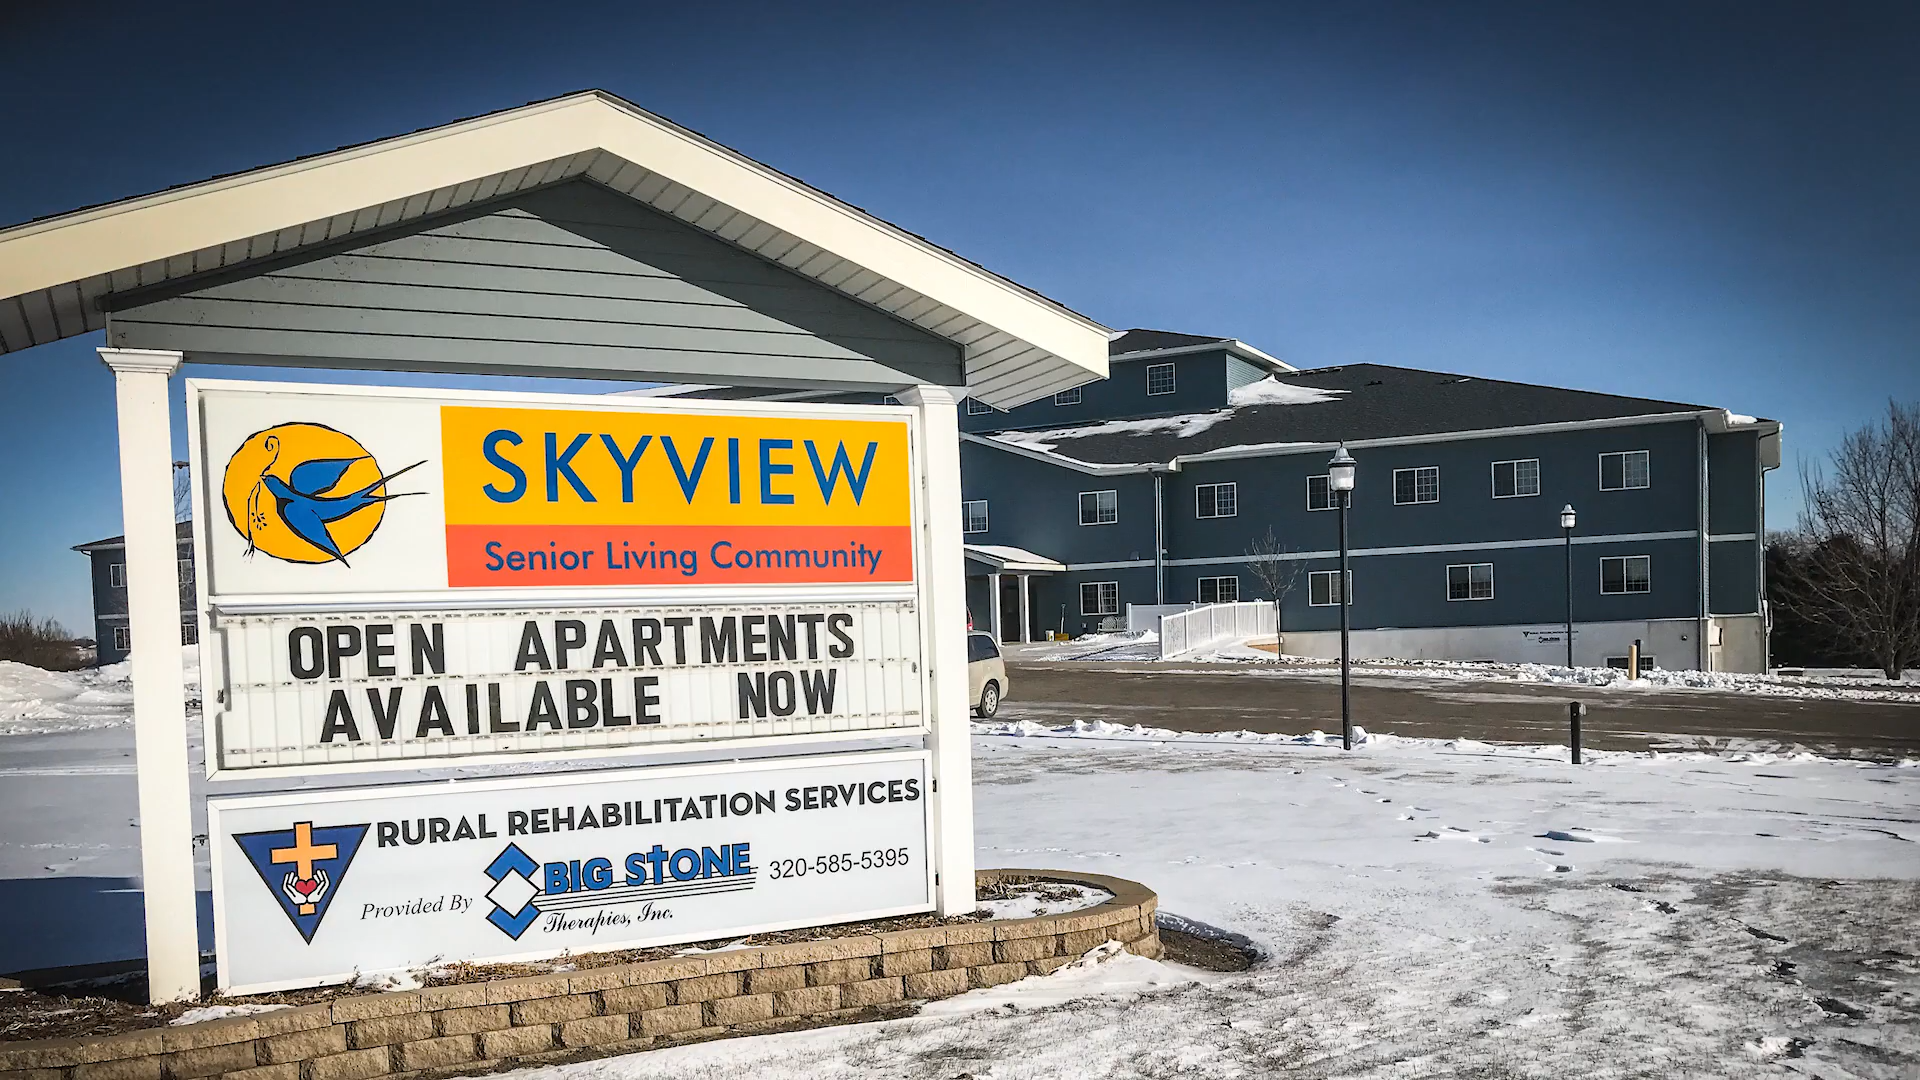 SKYVIEW
Senior Living Community
OPEN APARTMENTS
AVAILABLE NOW
RURAL REHABILITATION SERVICES
Provided By
BIG STONE
Therapies, Inc.
320-585-5395